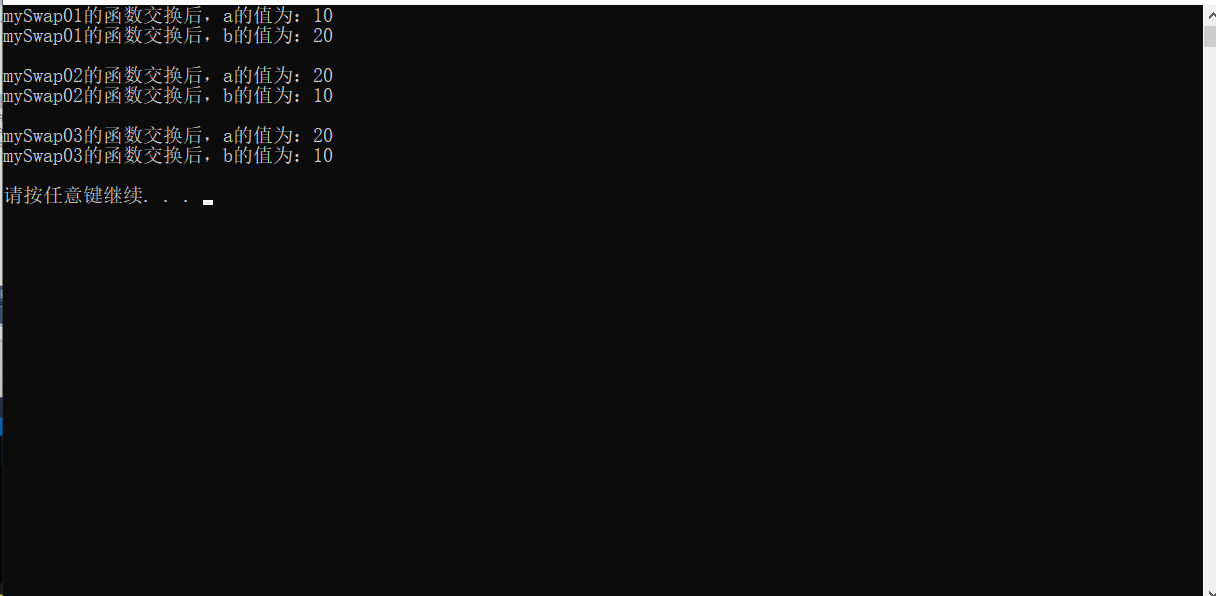 mySwap01的函数交换后，a的值为：10
mySwap01的函数交换后，b的值为：20
mySwap02的函数交换后，a的值为：20
mySwap02的函数交换后，b的值为：10
mySwap03的函数交换后，a的值为：20
mySwap03的函数交换后，b的值为：10
请按任意键继续. . .